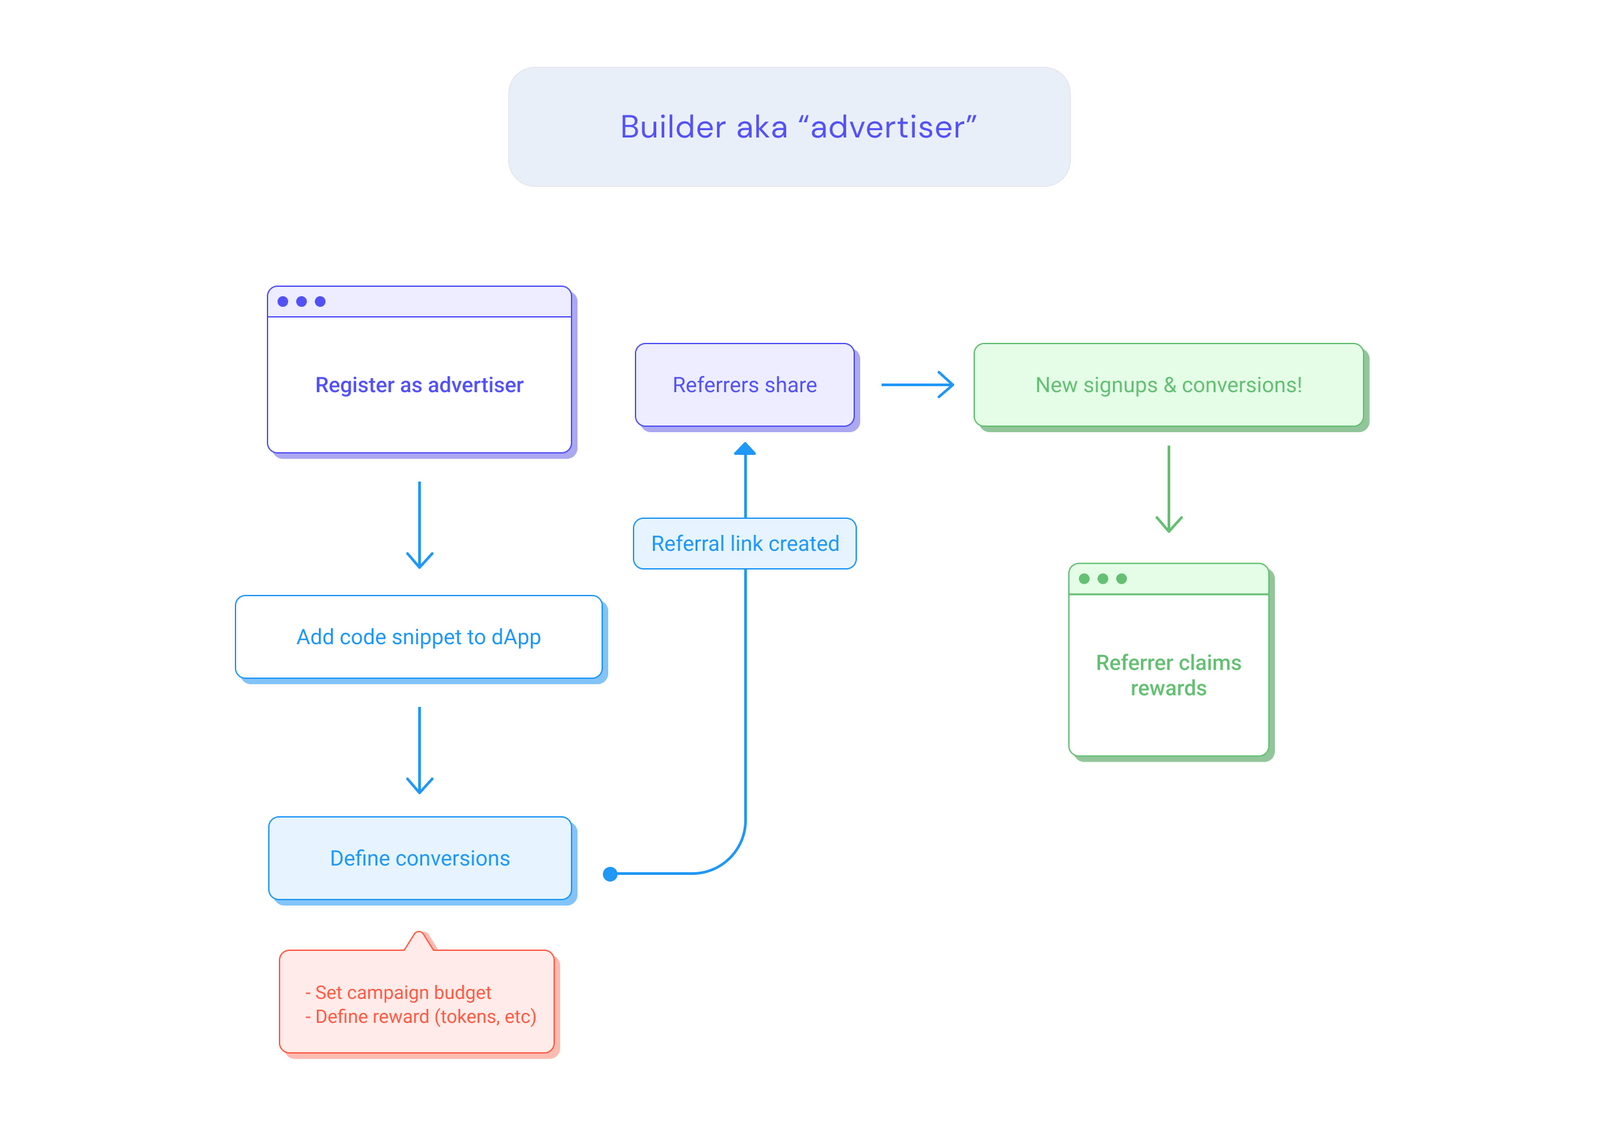 Builder aka “advertiser”
Register as advertiser
Add code snippet to dApp
Define conversions
- Set campaign budget
- Define reward (tokens, etc)
Referral link created
Referrers share
New signups & conversions!
Referrer claims
rewards